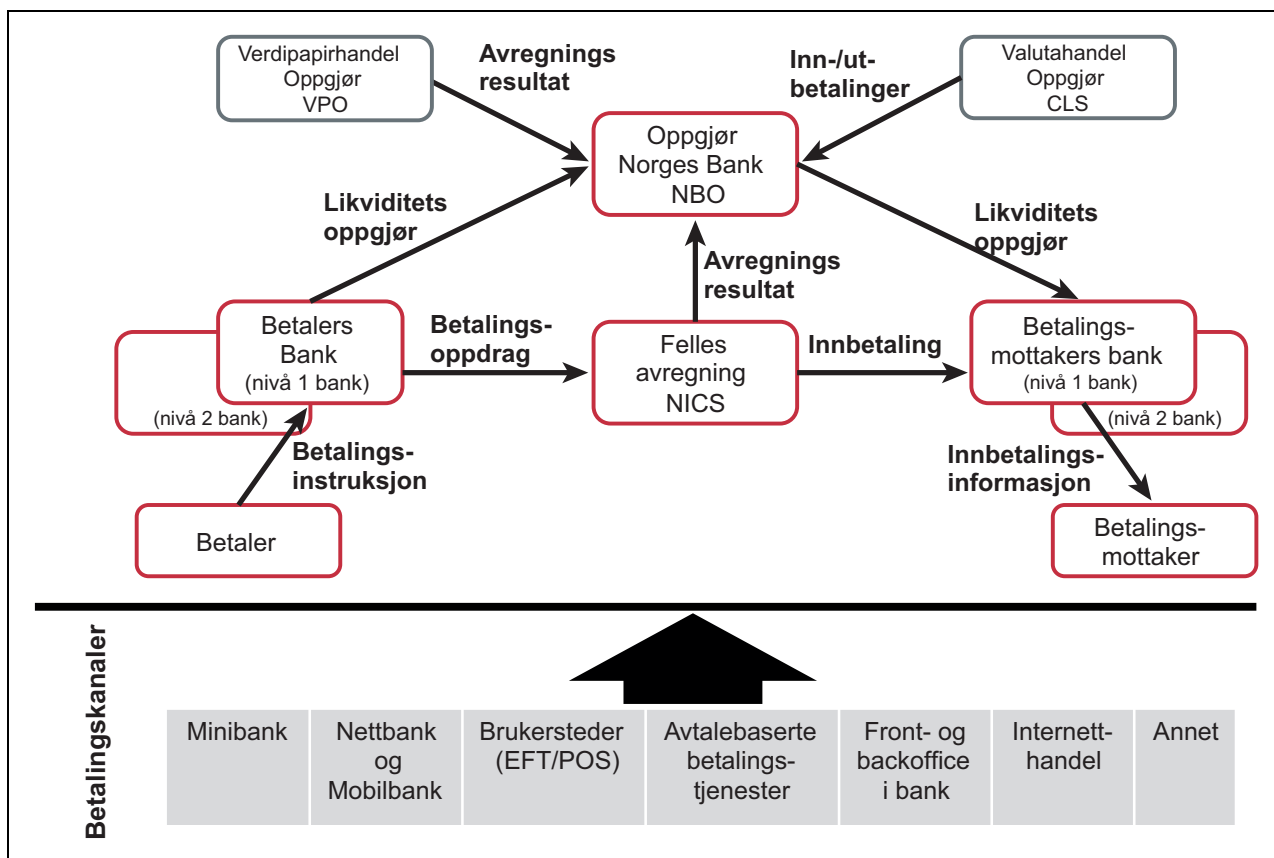 Verdipapirhandel
Oppgjør
VPO
Avregnings
resultat
Inn-/ut-
betalinger
Valutahandel
Oppgjør
CLS
Oppgjør
Norges Bank
NBO
Likviditets
oppgjør
Likviditets
oppgjør
Avregnings
resultat
Betalers
Bank
(nivå 1 bank)
(nivå 2 bank)
Betalings-
oppdrag
Felles
avregning
NICS
Innbetaling
Betalings-
mottakers bank
(nivå 1 bank)
(nivå 2 bank)
Betalings-
instruksjon
Innbetalings-
informasjon
Betaler
Betalings-
mottaker
Betalingskanaler
Minibank
Nettbank
og
Mobilbank
Brukersteder
(EFT/POS)
Avtalebaserte
betalings-
tjenester
Front- og
backoffice
i bank
Internett-
handel
Annet